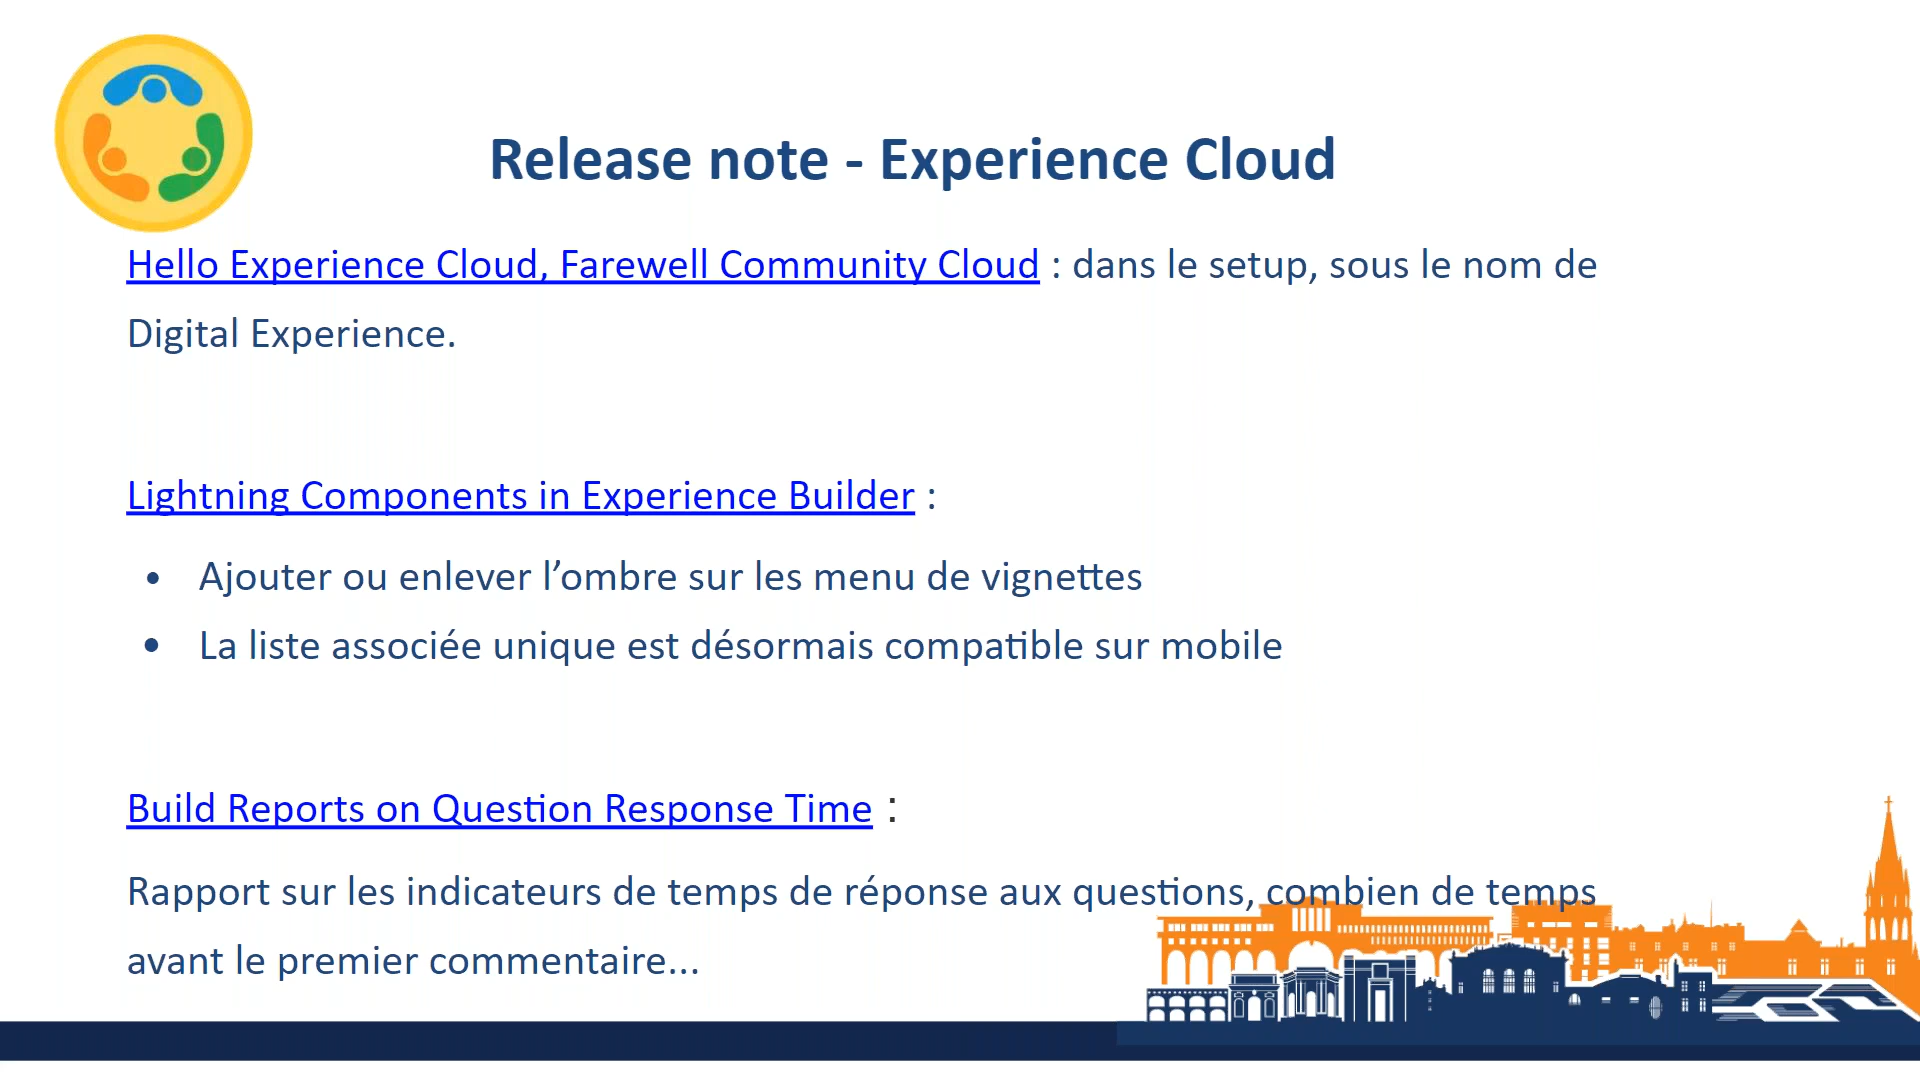 Release note - Experience Cloud
Hello Experience Cloud, Farewell Community Cloud : dans le setup, sous le nom de
Digital Experience.
Lightning Components in Experience Builder :
• Ajouter ou enlever l’ombre sur les menu de vignettes
• La liste associée unique est désormais compatible sur mobile
Build Reports on Question Response Time :
Rapport sur les indicateurs de temps de réponse aux questions, combien de temps
avant le premier commentaire...